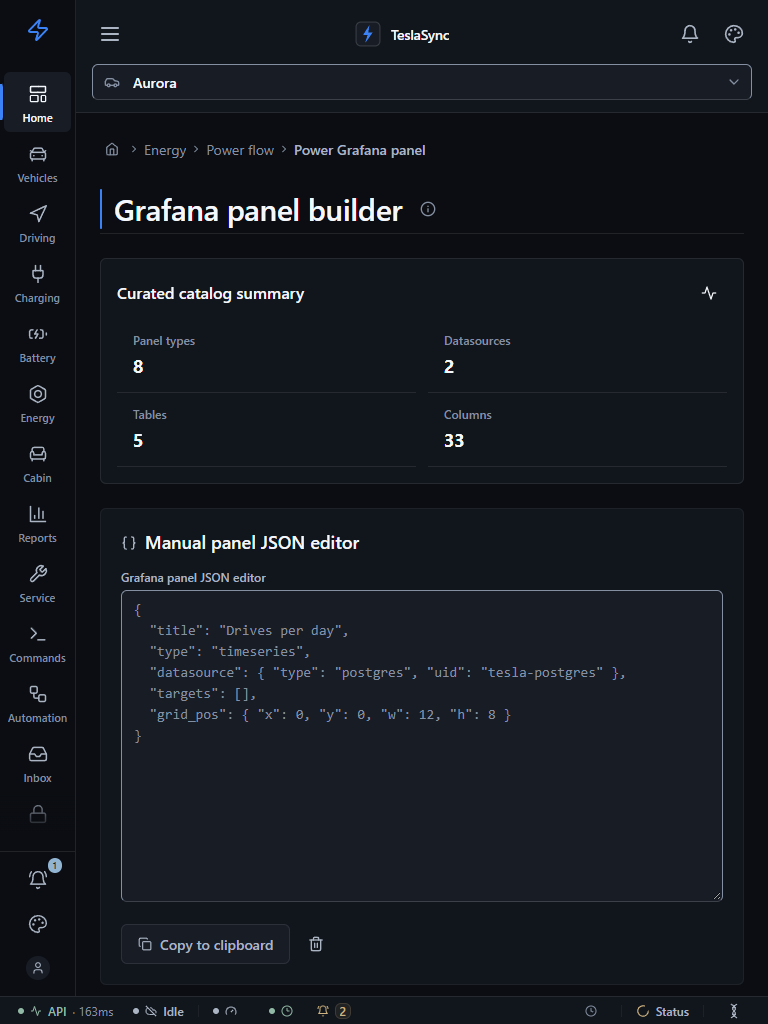 TeslaSync
Aurora
Home
Vehicles
Driving
Charging
Battery
Energy
Cabin
Reports
Service
Commands
Automation
Inbox
1
Energy > Power flow > Power Grafana panel
Grafana panel builder
Curated catalog summary
Panel types
8
Datasources
2
Tables
5
Columns
33
{} Manual panel JSON editor
Grafana panel JSON editor
{
  "title": "Drives per day",
  "type": "timeseries",
  "datasource": { "type": "postgres", "uid": "tesla-postgres" },
  "targets": [],
  "grid_pos": { "x": 0, "y": 0, "w": 12, "h": 8 }
}
Copy to clipboard
API · 163ms Idle 2 Status